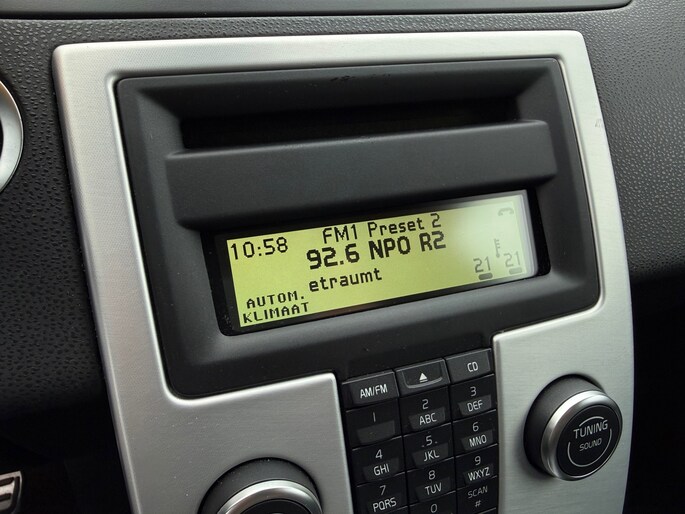 FM1 Preset 2
10:58
92.6 NPO R2
etraumt
21 21
AUTOM.
KLIMAAT
AM/FM
CD
1
2 ABC
3 DEF
4 GHI
5 JKL
6 MNO
7 PQRS
8 TUV
9 WXYZ
SCAN
#
TUNING
SOUND